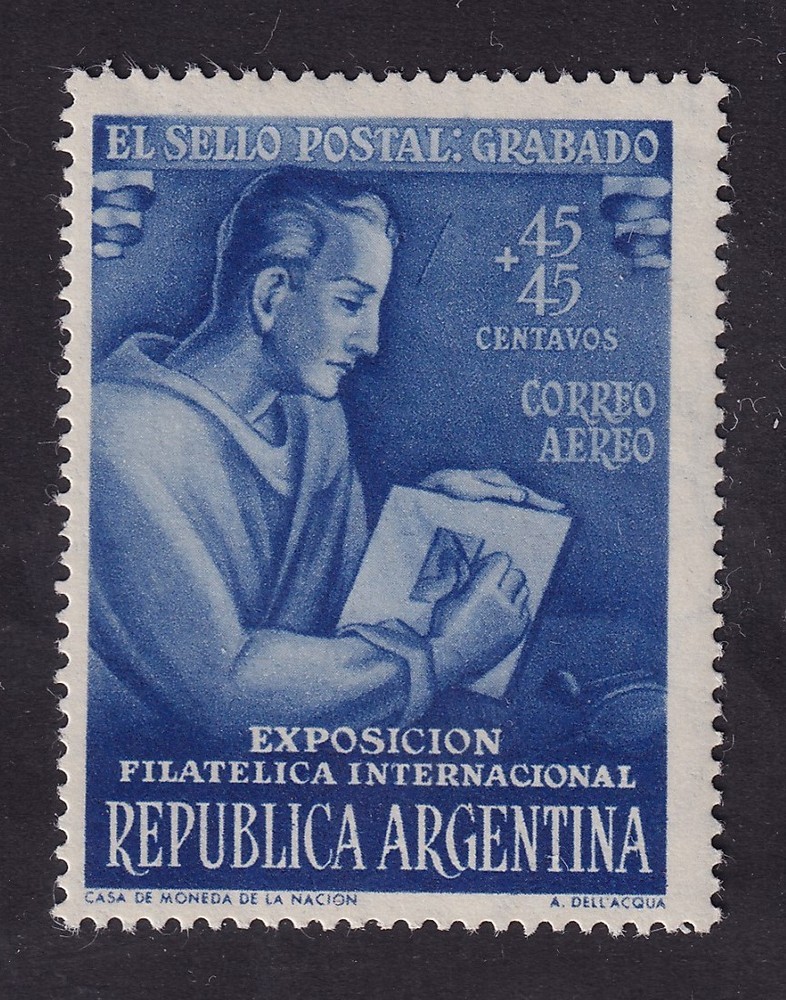 EL SELLO POSTAL: GRABADO
45
+
45
CENTAVOS
CORREO
AEREO
EXPOSICION
FILATELICA INTERNACIONAL
REPUBLICA ARGENTINA
CASA DE MONEDA DE LA NACION
A. DELL'ACQUA